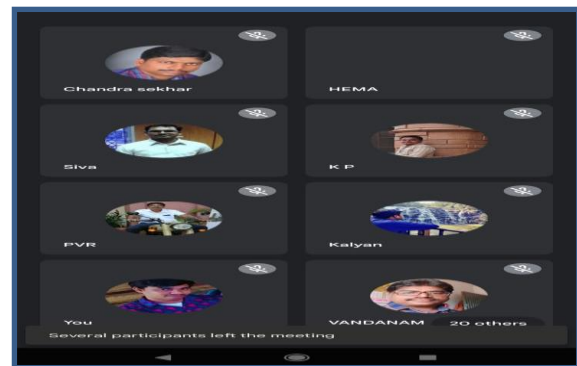 Chandra sekhar
HEMA
Siva
K P
PVR
Kalyan
You
VANDANAM
20 others
Several participants left the meeting